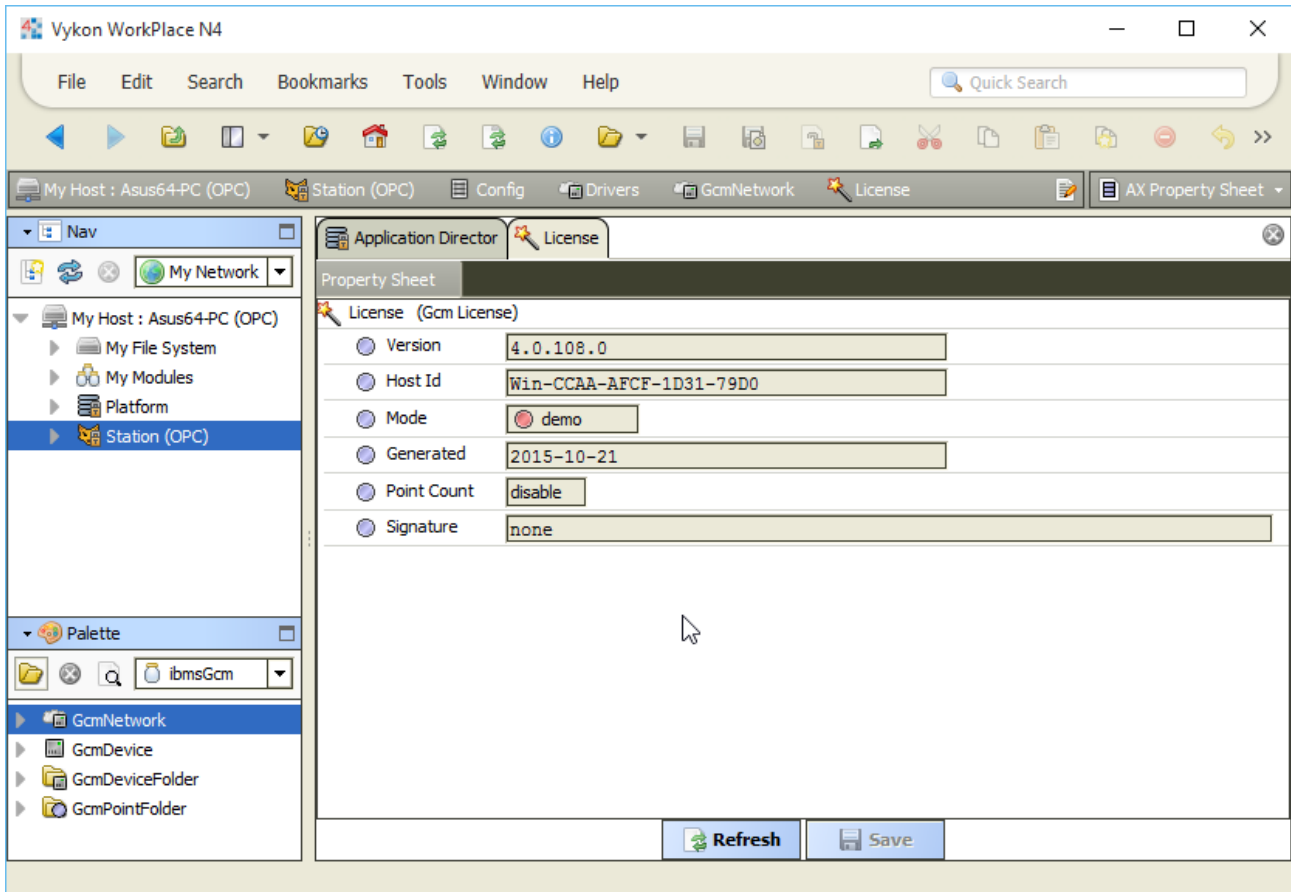 Vykon WorkPlace N4
File Edit Search Bookmarks Tools Window Help Quick Search
My Host : Asus64-PC (OPC) Station (OPC) Config Drivers GcmNetwork License AX Property Sheet
Nav
My Network
My Host : Asus64-PC (OPC)
My File System
My Modules
Platform
Station (OPC)
Palette
ibmsGcm
GcmNetwork
GcmDevice
GcmDeviceFolder
GcmPointFolder
Application Director License
Property Sheet
License (Gcm License)
Version 4.0.108.0
Host Id Win-CCAA-AFCF-1D31-79D0
Mode demo
Generated 2015-10-21
Point Count disable
Signature none
Refresh Save